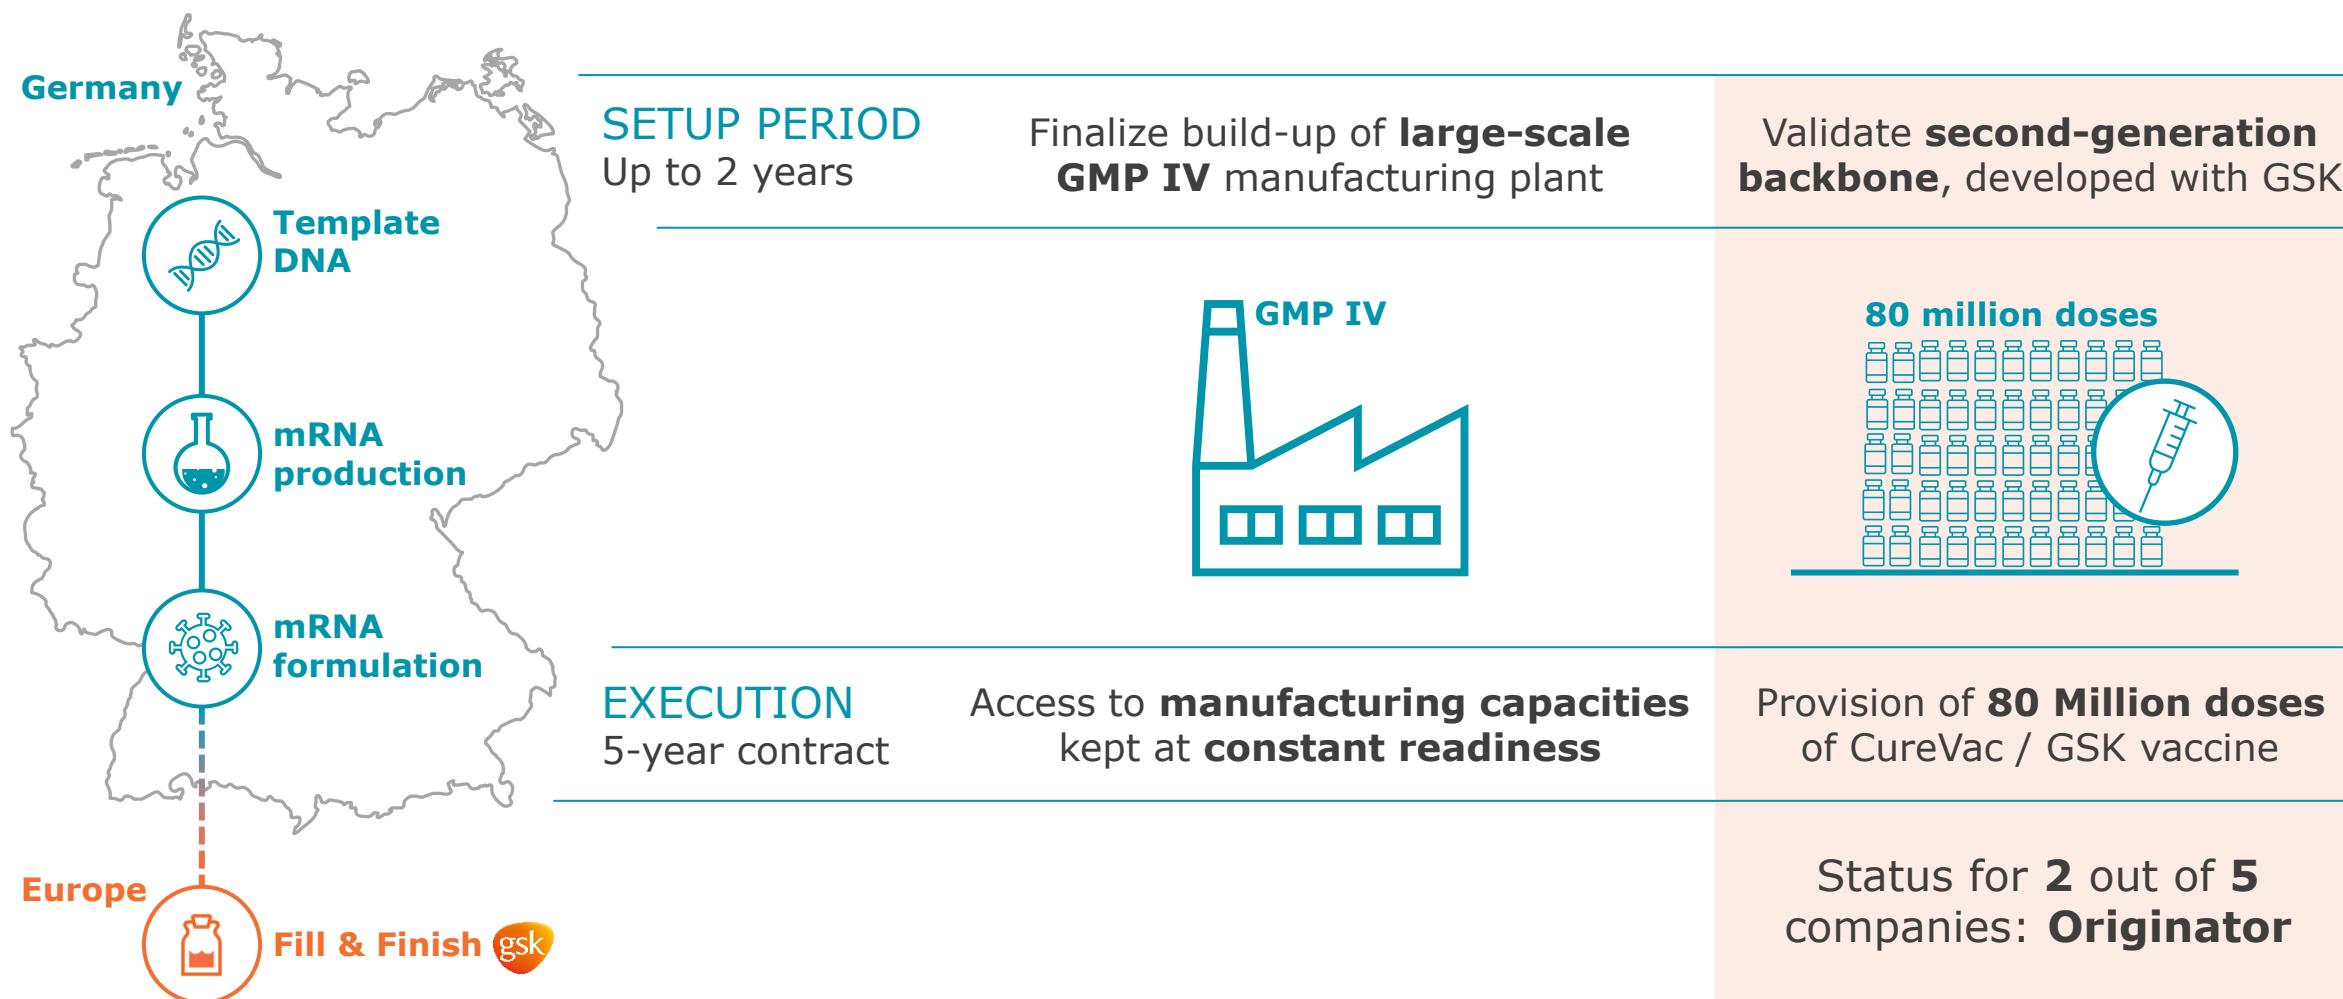 Germany
Template
DNA
mRNA
production
mRNA
formulation
Europe
Fill & Finish gsk
SETUP PERIOD
Up to 2 years
Finalize build-up of large-scale
GMP IV manufacturing plant
Validate second-generation
backbone, developed with GSK
GMP IV
80 million doses
EXECUTION
5-year contract
Access to manufacturing capacities
kept at constant readiness
Provision of 80 Million doses
of CureVac / GSK vaccine
Status for 2 out of 5
companies: Originator